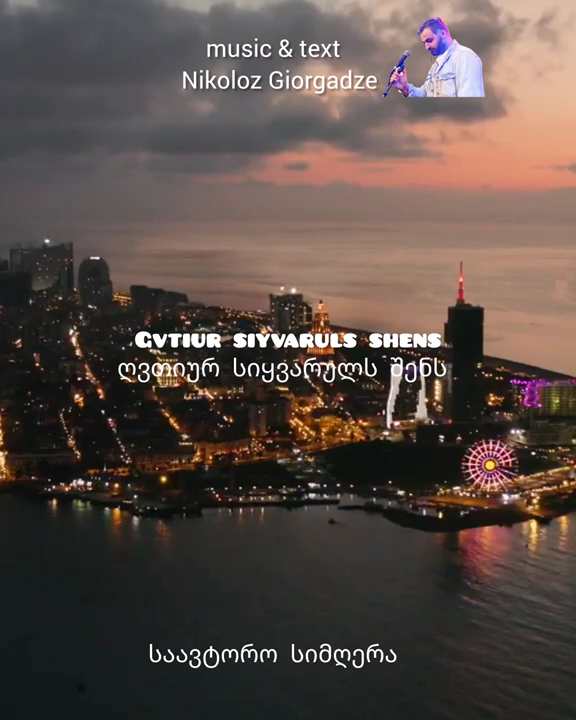 music & text
Nikoloz Giorgadze
Gvtiur siyvaruls shens
ღვთიურ სიყვარულს შენს
საავტორო სიმღერა